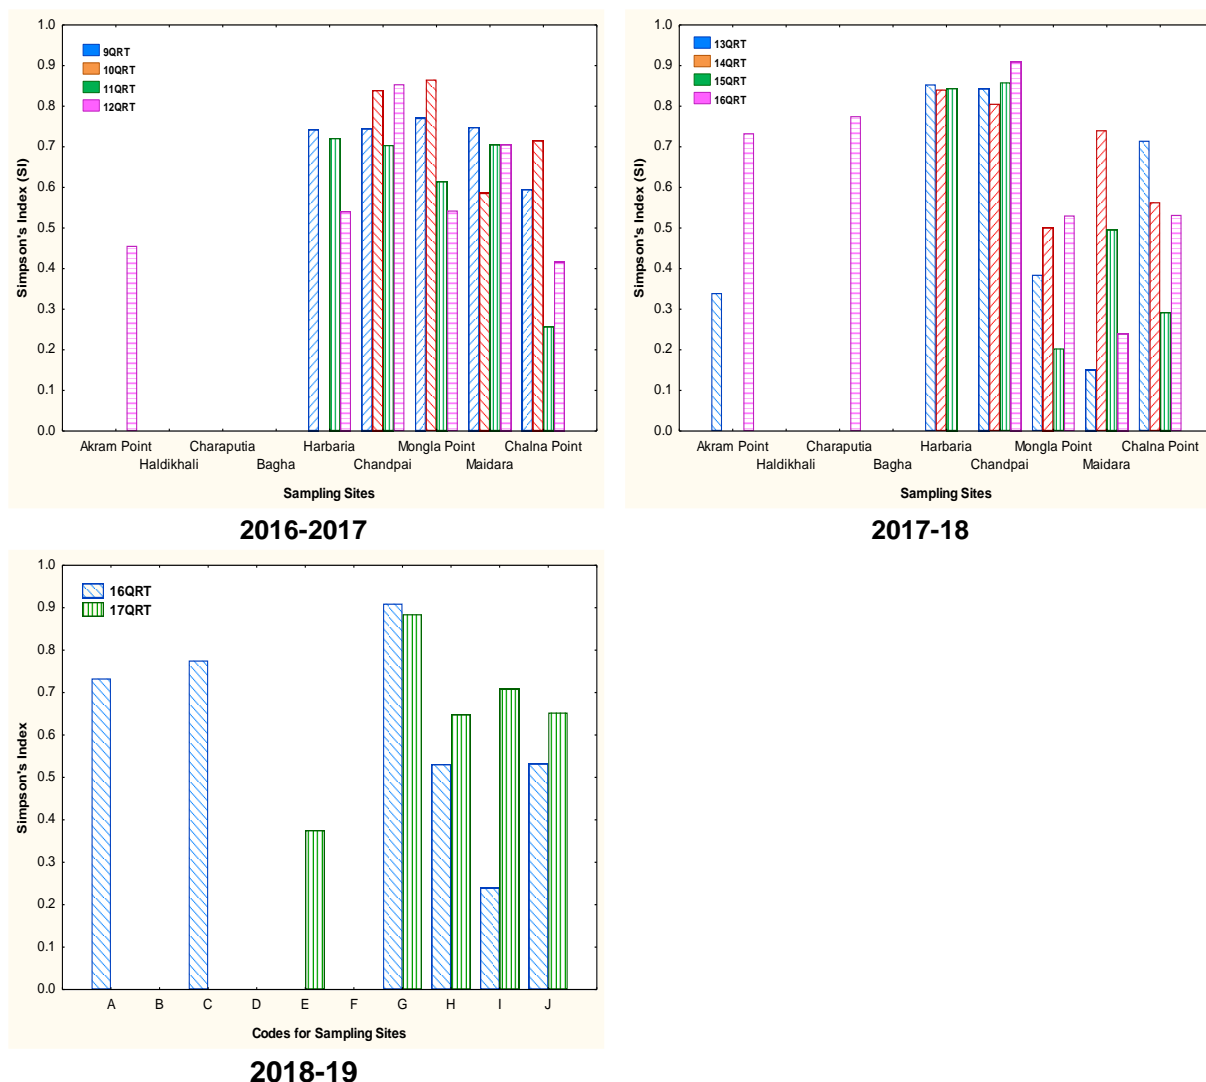 1.0
0.9
0.8
0.7
0.6
0.5
0.4
0.3
0.2
0.1
0.0
Simpson's Index (SI)
9QRT
10QRT
11QRT
12QRT
Akram Point Charaputia Harbaria Mongla Point Chalna Point
Haldikhali Bagha Chandpai Maidara
Sampling Sites
2016-2017
1.0
0.9
0.8
0.7
0.6
0.5
0.4
0.3
0.2
0.1
0.0
Simpson's Index (SI)
13QRT
14QRT
15QRT
16QRT
Akram Point Charaputia Harbaria Mongla Point Chalna Point
Haldikhali Bagha Chandpai Maidara
Sampling Sites
2017-18
1.0
0.9
0.8
0.7
0.6
0.5
0.4
0.3
0.2
0.1
0.0
Simpson's Index
16QRT
17QRT
A B C D E F G H I J
Codes for Sampling Sites
2018-19